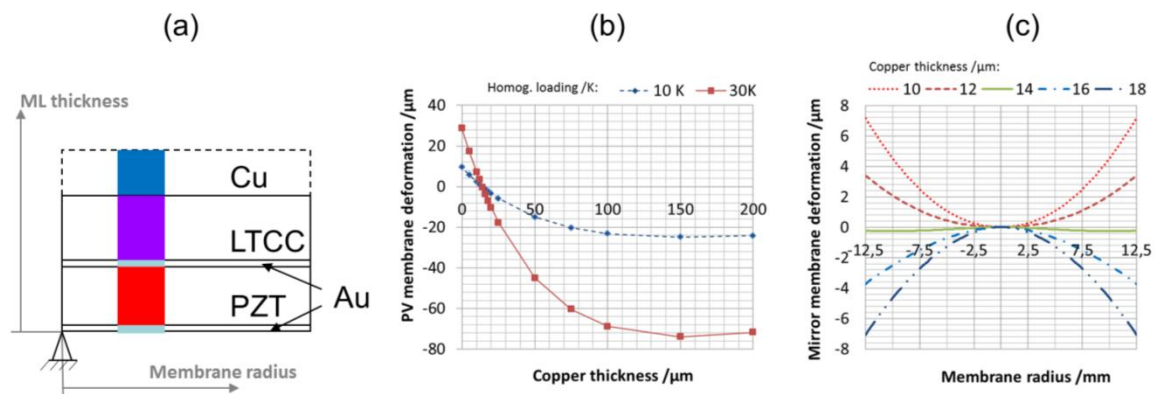 (a)
ML thickness
Cu
LTCC
Au
PZT
Membrane radius
(b)
Homog. loading /K: 10 K 30K
PV membrane deformation /µm
40
20
0
-20
-40
-60
-80
0 50 100 150 200
Copper thickness /µm
(c)
Copper thickness /µm:
10 12 14 16 18
Mirror membrane deformation /µm
8
6
4
2
0
-2
-4
-6
-8
-12,5 -7,5 -2,5 2,5 7,5 12,5
Membrane radius /mm